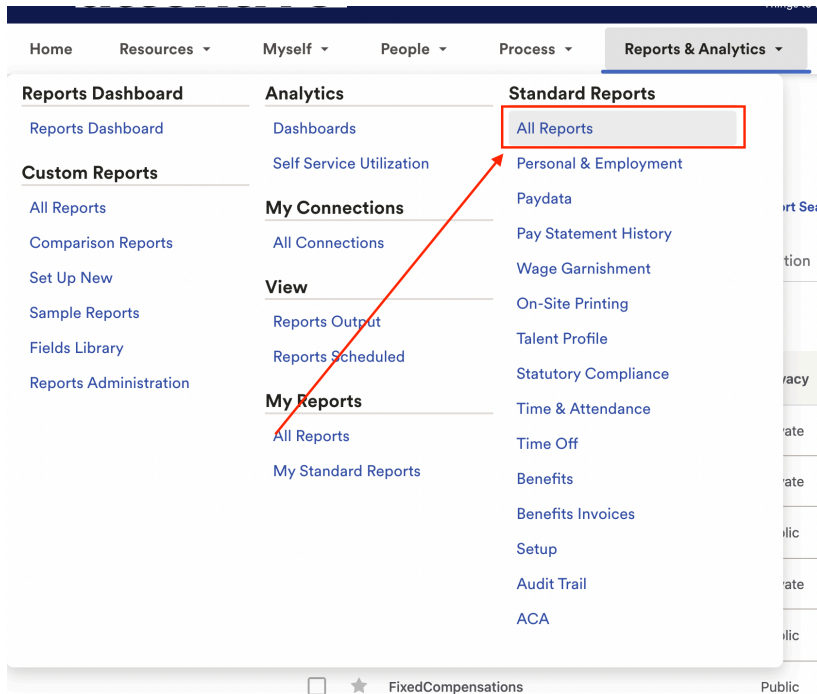 Home Resources Myself People Process Reports & Analytics
Reports Dashboard
Reports Dashboard
Custom Reports
All Reports
Comparison Reports
Set Up New
Sample Reports
Fields Library
Reports Administration
Analytics
Dashboards
Self Service Utilization
My Connections
All Connections
View
Reports Output
Reports Scheduled
My Reports
All Reports
My Standard Reports
Standard Reports
All Reports
Personal & Employment
Paydata
Pay Statement History
Wage Garnishment
On-Site Printing
Talent Profile
Statutory Compliance
Time & Attendance
Time Off
Benefits
Benefits Invoices
Setup
Audit Trail
ACA
FixedCompensations Public